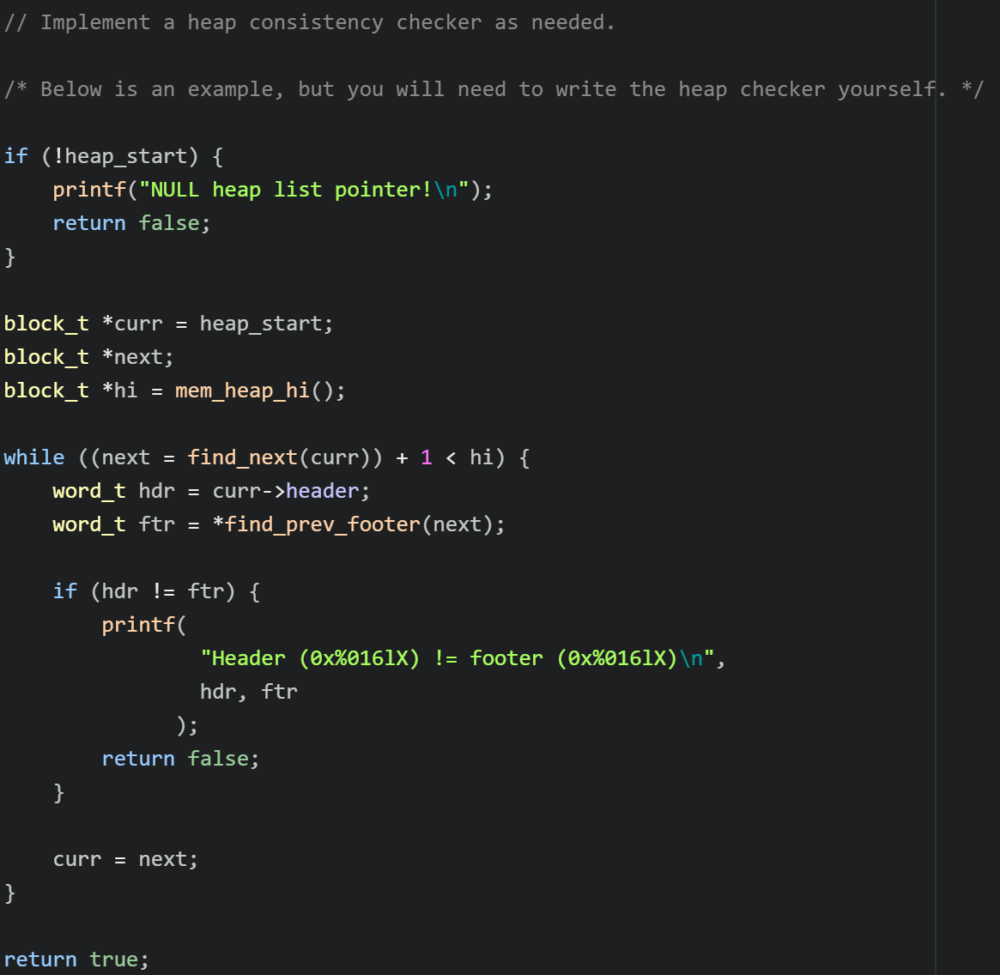 // Implement a heap consistency checker as needed.
/* Below is an example, but you will need to write the heap checker yourself. */
if (!heap_start) {
    printf("NULL heap list pointer!\n");
    return false;
}
block_t *curr = heap_start;
block_t *next;
block_t *hi = mem_heap_hi();
while ((next = find_next(curr)) + 1 < hi) {
    word_t hdr = curr->header;
    word_t ftr = *find_prev_footer(next);
    if (hdr != ftr) {
        printf(
                "Header (0x%016lX) != footer (0x%016lX)\n",
                hdr, ftr
              );
        return false;
    }
    curr = next;
}
return true;